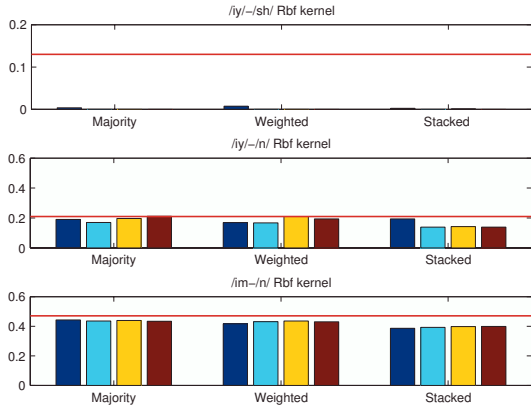 /iy/-/sh/ Rbf kernel
0.2
0.1
0
Majority Weighted Stacked
/iy/-/n/ Rbf kernel
0.6
0.4
0.2
0
Majority Weighted Stacked
/im-/n/ Rbf kernel
0.6
0.4
0.2
0
Majority Weighted Stacked